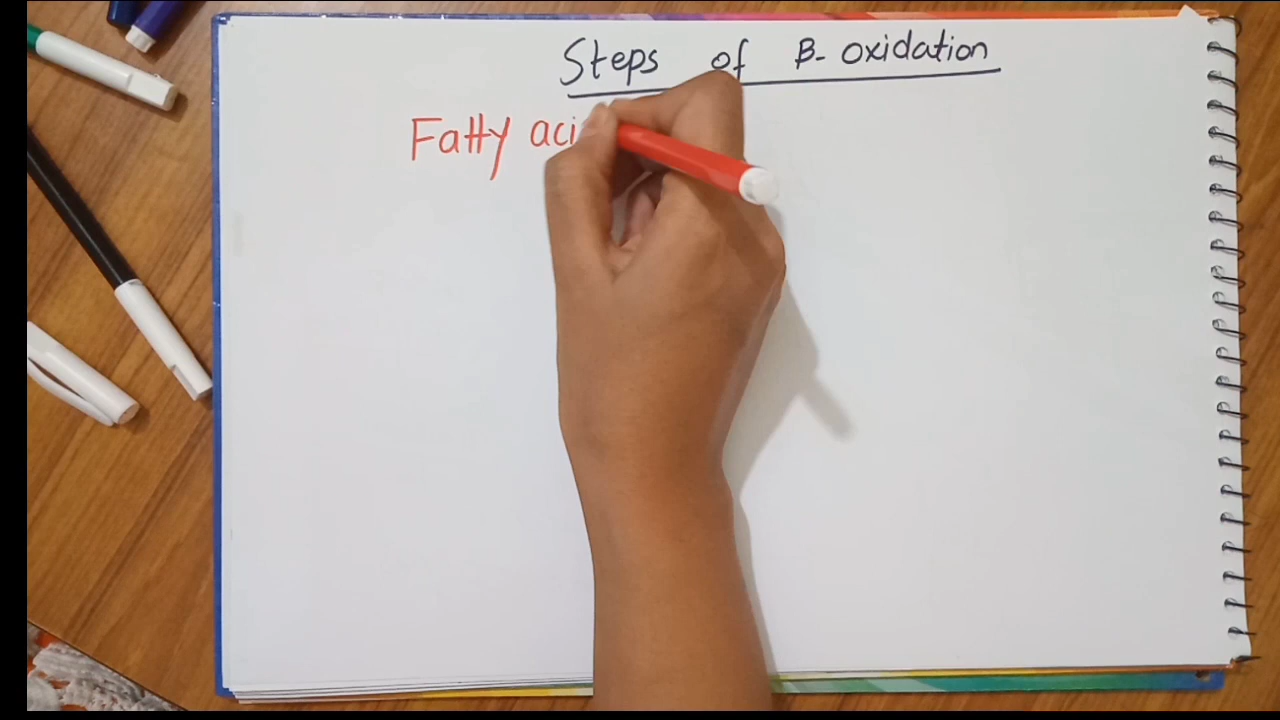 Steps of B- oxidation
Fatty aci